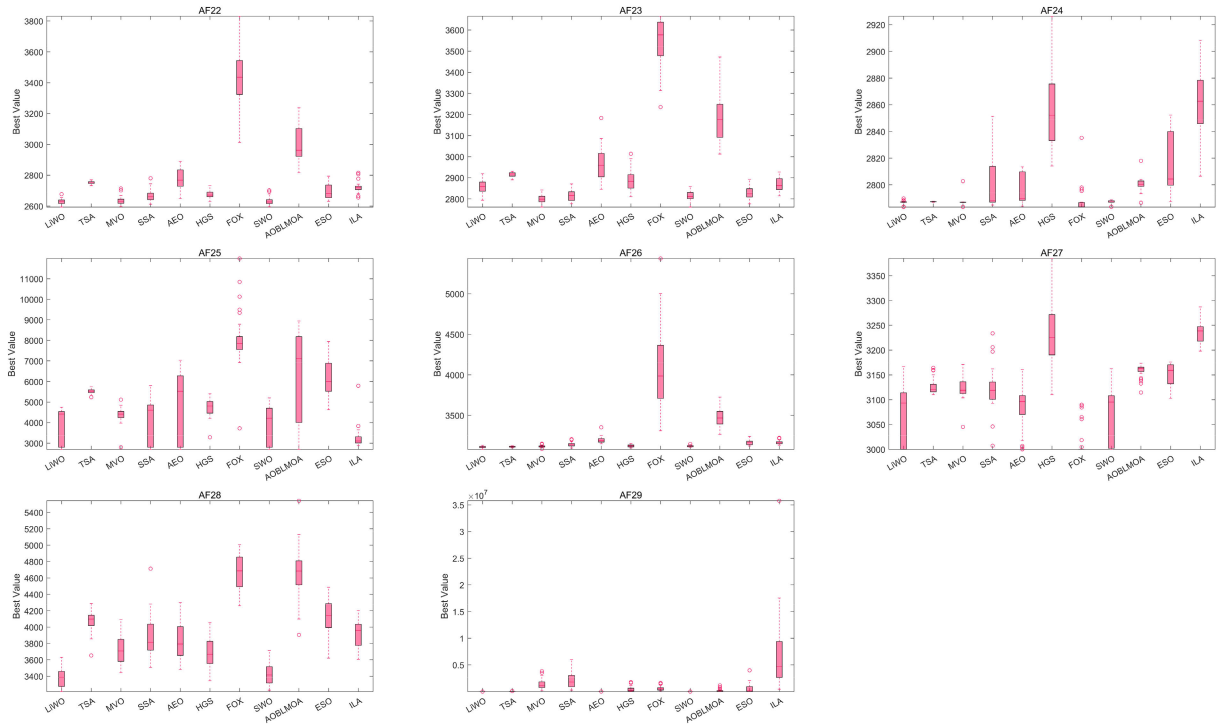 AF22
Best Value
3800
3600
3400
3200
3000
2800
2600
LiWO TSA MVO SSA AEO HGS FOX SWO AOBLMOA ESO ILA
AF23
Best Value
3600
3500
3400
3300
3200
3100
3000
2900
2800
LiWO TSA MVO SSA AEO HGS FOX SWO AOBLMOA ESO ILA
AF24
Best Value
2920
2880
2840
2800
LiWO TSA MVO SSA AEO HGS FOX SWO AOBLMOA ESO ILA
AF25
Best Value
11000
10000
9000
8000
7000
6000
5000
4000
3000
LiWO TSA MVO SSA AEO HGS FOX SWO AOBLMOA ESO ILA
AF26
Best Value
5000
4500
4000
3500
LiWO TSA MVO SSA AEO HGS FOX SWO AOBLMOA ESO ILA
AF27
Best Value
3350
3300
3250
3200
3150
3100
3050
3000
LiWO TSA MVO SSA AEO HGS FOX SWO AOBLMOA ESO ILA
AF28
Best Value
5400
5200
5000
4800
4600
4400
4200
4000
3800
3600
3400
LiWO TSA MVO SSA AEO HGS FOX SWO AOBLMOA ESO ILA
×10⁷
AF29
Best Value
3.5
3
2.5
2
1.5
1
0.5
LiWO TSA MVO SSA AEO HGS FOX SWO AOBLMOA ESO ILA